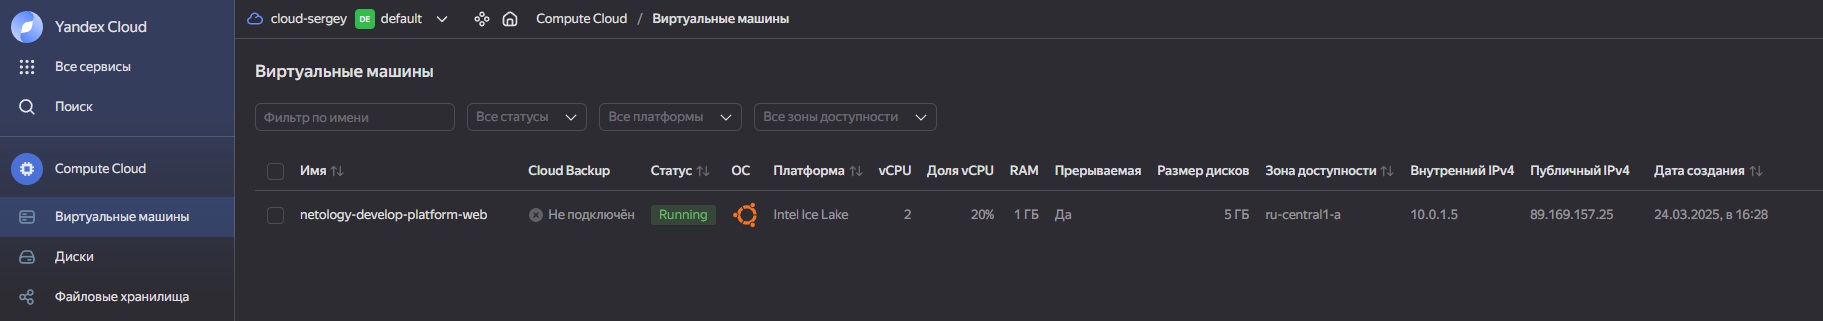 Yandex Cloud
Все сервисы
Поиск
Compute Cloud
Виртуальные машины
Диски
Файловые хранилища
cloud-sergey DE default Compute Cloud / Виртуальные машины
Виртуальные машины
Фильтр по имени Все статусы Все платформы Все зоны доступности
Имя Cloud Backup Статус ОС Платформа vCPU Доля vCPU RAM Прерываемая Размер дисков Зона доступности Внутренний IPv4 Публичный IPv4 Дата создания
netology-develop-platform-web Не подключён Running Intel Ice Lake 2 20% 1 ГБ Да 5 ГБ ru-central1-a 10.0.1.5 89.169.157.25 24.03.2025, в 16:28